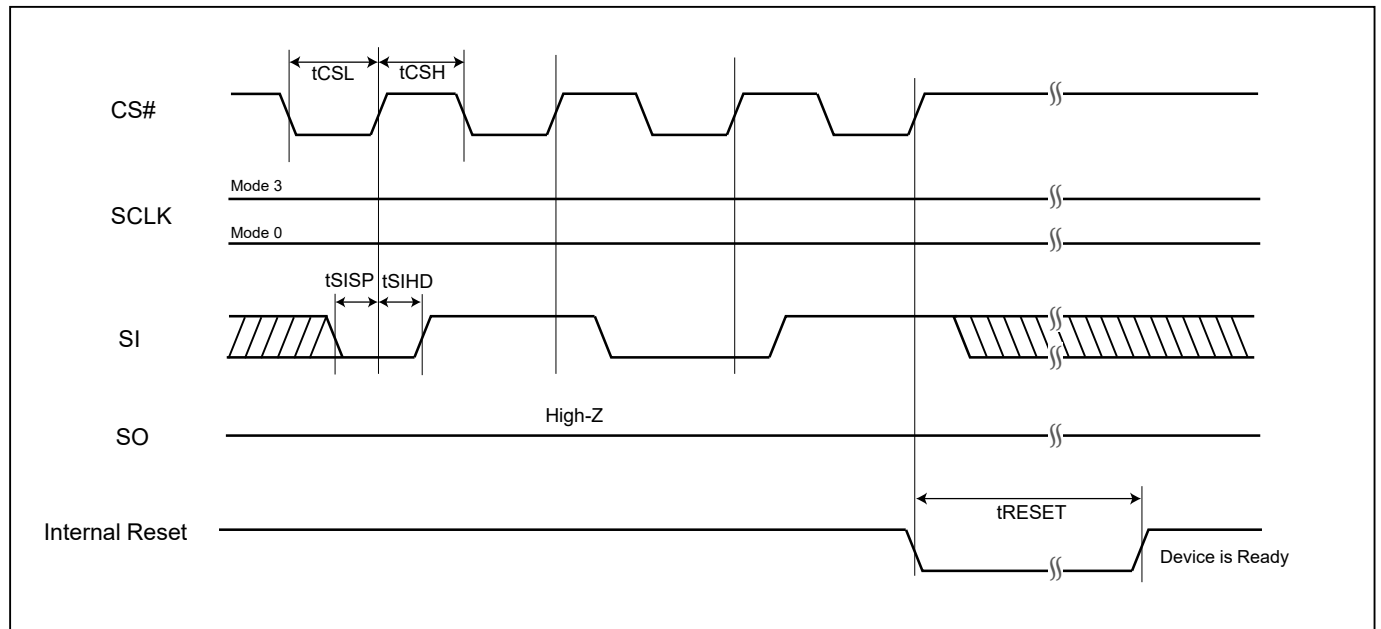 tCSL
tCSH
CS#
Mode 3
SCLK
Mode 0
tSISP
tSIHD
SI
High-Z
SO
tRESET
Internal Reset
Device is Ready